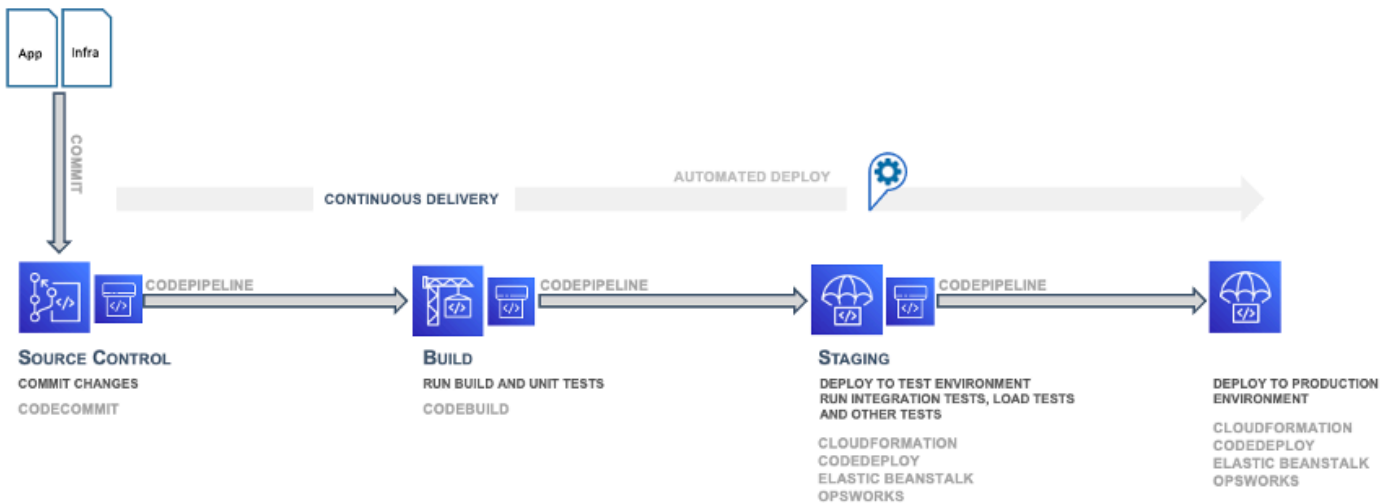 App
Infra
COMMIT
AUTOMATED DEPLOY
CONTINUOUS DELIVERY
CODEPIPELINE
CODEPIPELINE
CODEPIPELINE
</>
</>
</>
</>
</>
</>
</>
SOURCE CONTROL
COMMIT CHANGES
CODECOMMIT
BUILD
RUN BUILD AND UNIT TESTS
CODEBUILD
STAGING
DEPLOY TO TEST ENVIRONMENT
RUN INTEGRATION TESTS, LOAD TESTS
AND OTHER TESTS
CLOUDFORMATION
CODEDEPLOY
ELASTIC BEANSTALK
OPSWORKS
DEPLOY TO PRODUCTION
ENVIRONMENT
CLOUDFORMATION
CODEDEPLOY
ELASTIC BEANSTALK
OPSWORKS